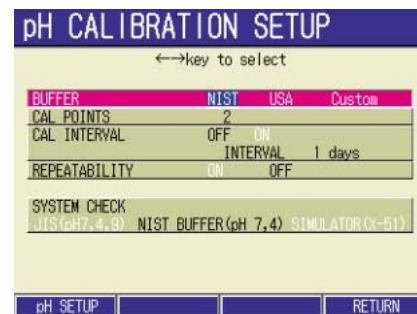 pH CALIBRATION SETUP
←→key to select
BUFFER NIST USA Custom
CAL POINTS 2
CAL INTERVAL OFF ON
INTERVAL 1 days
REPEATABILITY ON OFF
SYSTEM CHECK
JIS(pH7,4,9) NIST BUFFER(pH 7,4) SIMULATOR(X-51)
pH SETUP RETURN